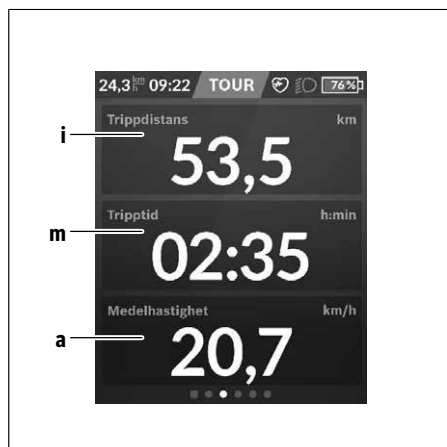 24,3 km/h 09:22 TOUR 76%
i Trippdistans km
53,5
m Tripptid h:min
02:35
a Medelhastighet km/h
20,7